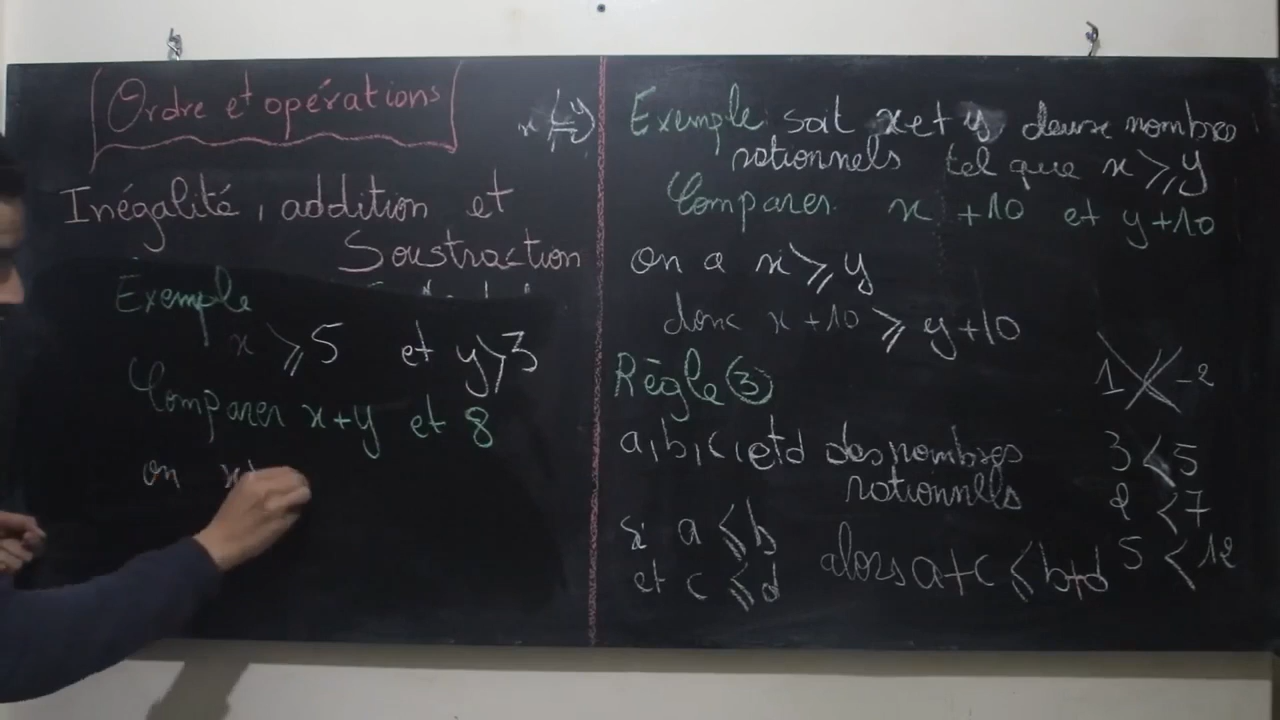 Ordre et opérations
Inégalité, addition et
Soustraction
Exemple
x ⩾ 5 et y ⩾ 3
Comparer x+y et 8
on
Exemple soit x et y deux nombres
rationnels tel que x ⩾ y
Comparer x +10 et y+10
on a x ⩾ y
donc x +10 ⩾ y+10
Règle ③
a, b, c, et d des nombres
rationnels
si a ⩽ b
et c ⩽ d alors a+c ⩽ b+d
1 -2
3 < 5
2 < 7
5 < 12